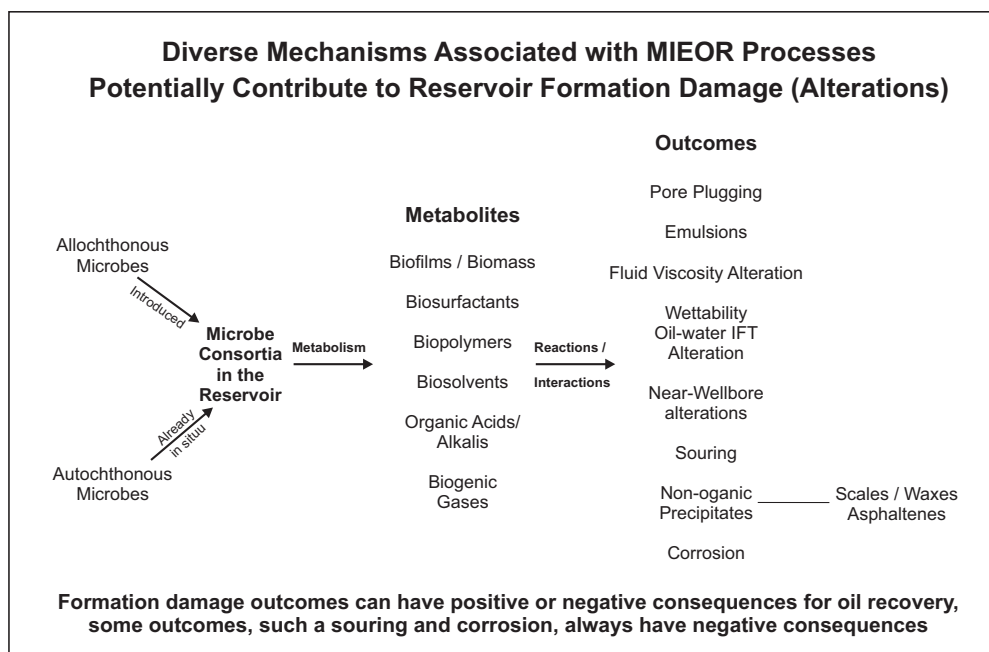 Diverse Mechanisms Associated with MIEOR Processes
Potentially Contribute to Reservoir Formation Damage (Alterations)
Allochthonous
Microbes
Introduced
Autochthonous
Microbes
Already
in situu
Microbe
Consortia
in the
Reservoir
Metabolism
Metabolites
Biofilms / Biomass
Biosurfactants
Biopolymers
Biosolvents
Organic Acids/
Alkalis
Biogenic
Gases
Reactions /
Interactions
Outcomes
Pore Plugging
Emulsions
Fluid Viscosity Alteration
Wettability
Oil-water IFT
Alteration
Near-Wellbore
alterations
Souring
Non-oganic
Precipitates
Scales / Waxes
Asphaltenes
Corrosion
Formation damage outcomes can have positive or negative consequences for oil recovery,
some outcomes, such a souring and corrosion, always have negative consequences